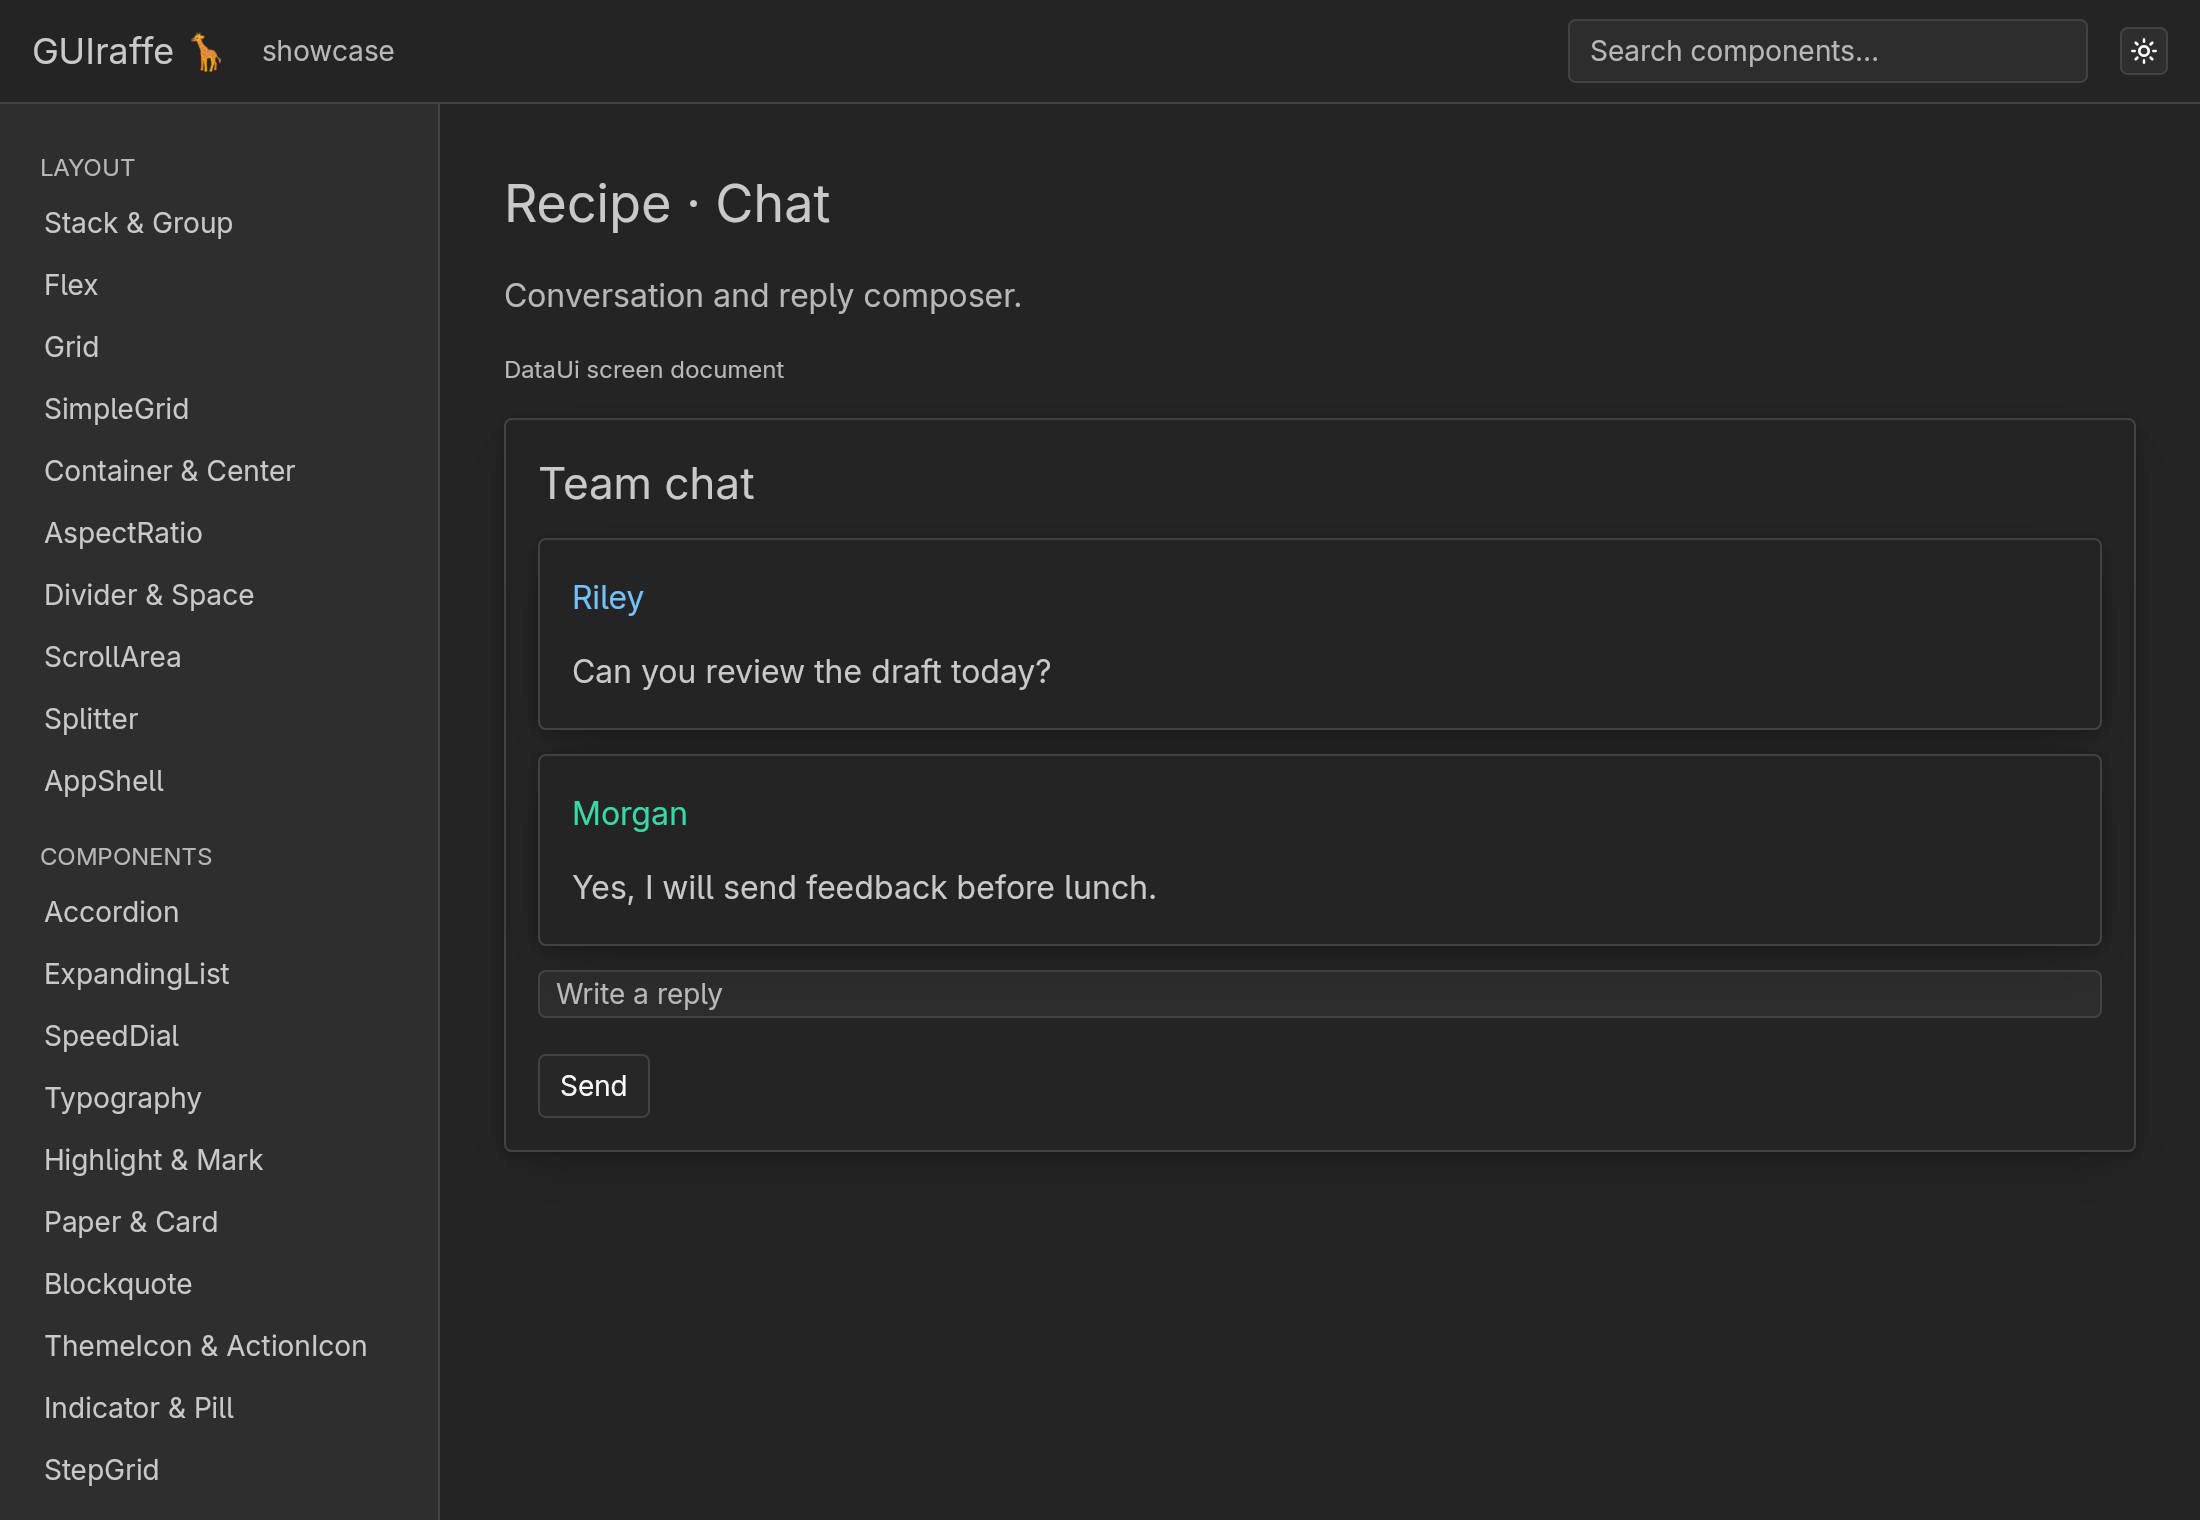 GUIraffe 🦒 showcase
Search components...
LAYOUT
Stack & Group
Flex
Grid
SimpleGrid
Container & Center
AspectRatio
Divider & Space
ScrollArea
Splitter
AppShell
COMPONENTS
Accordion
ExpandingList
SpeedDial
Typography
Highlight & Mark
Paper & Card
Blockquote
ThemeIcon & ActionIcon
Indicator & Pill
StepGrid
Recipe · Chat
Conversation and reply composer.
DataUi screen document
Team chat
Riley
Can you review the draft today?
Morgan
Yes, I will send feedback before lunch.
Write a reply
Send